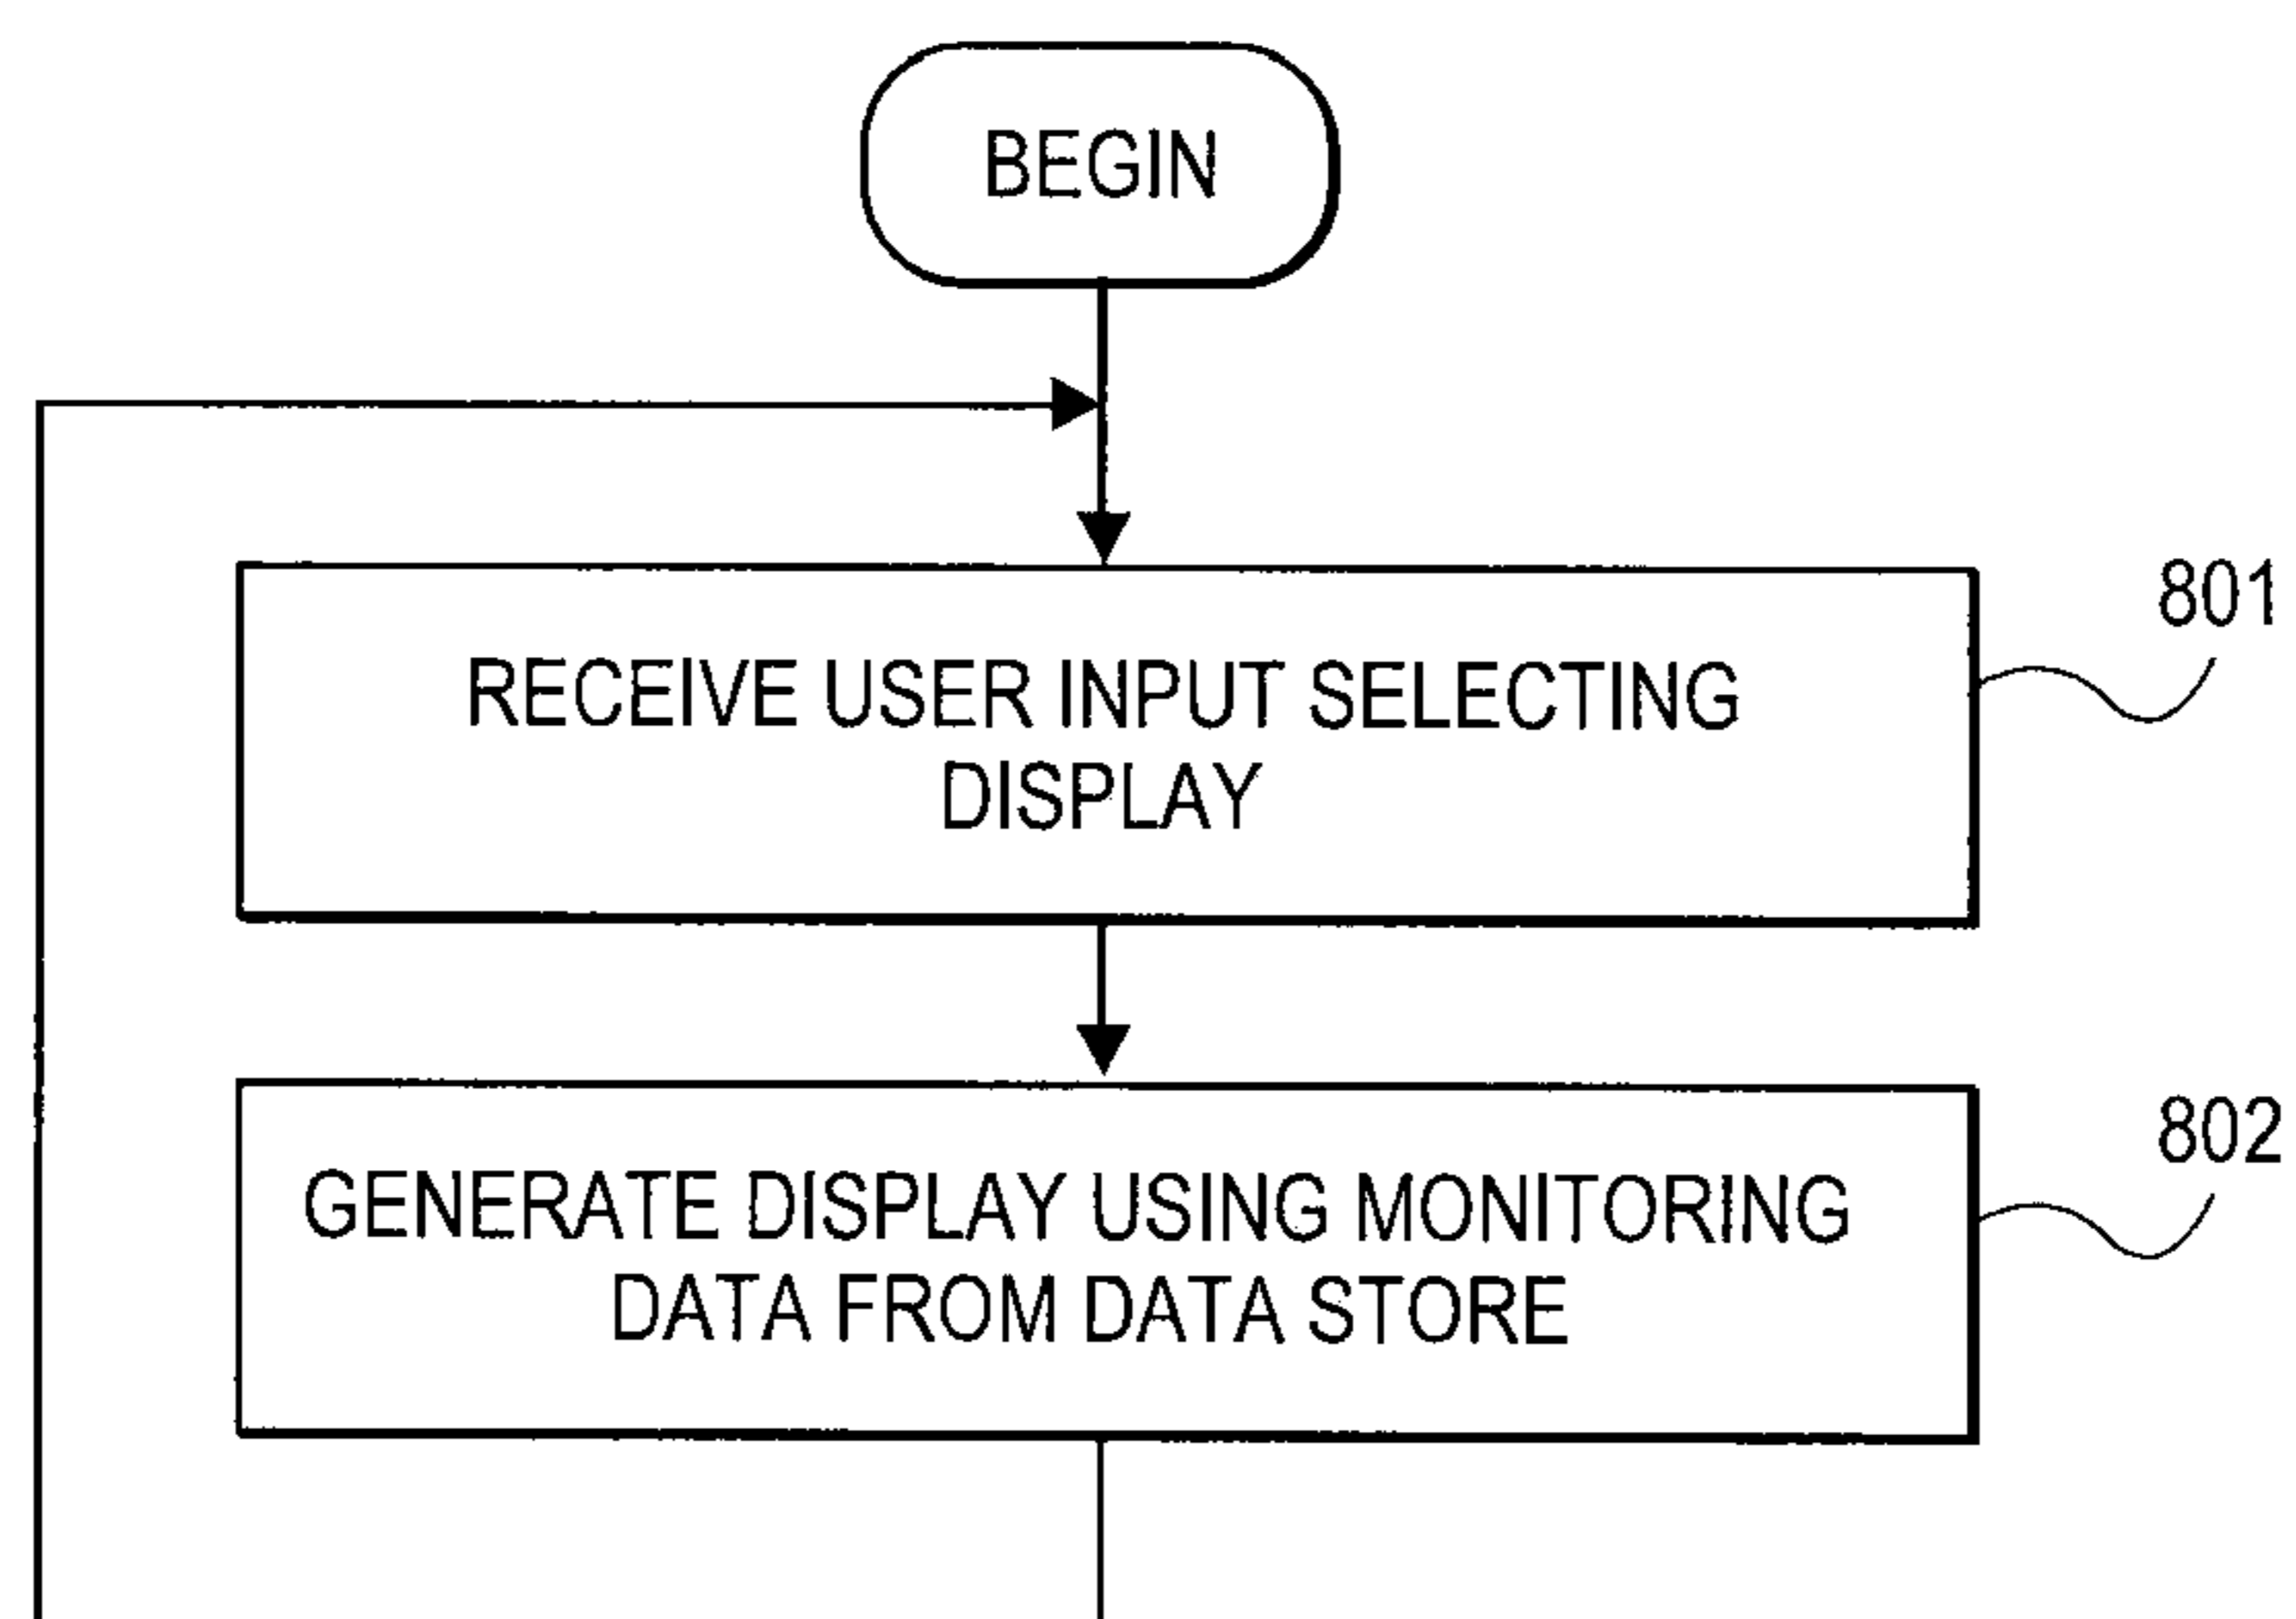 BEGIN
801
RECEIVE USER INPUT SELECTING
DISPLAY
802
GENERATE DISPLAY USING MONITORING
DATA FROM DATA STORE